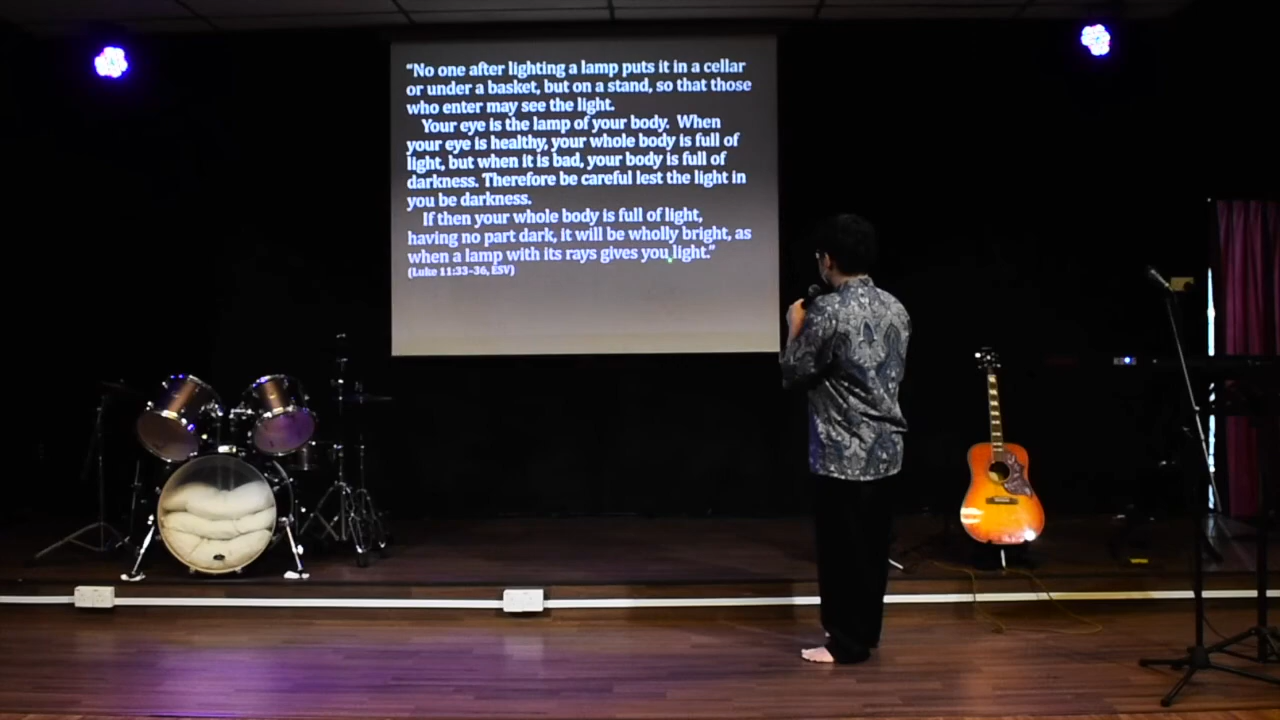 “No one after lighting a lamp puts it in a cellar
or under a basket, but on a stand, so that those
who enter may see the light.
Your eye is the lamp of your body. When
your eye is healthy, your whole body is full of
light, but when it is bad, your body is full of
darkness. Therefore be careful lest the light in
you be darkness.
If then your whole body is full of light,
having no part dark, it will be wholly bright, as
when a lamp with its rays gives you light.”
(Luke 11:33-36, ESV)